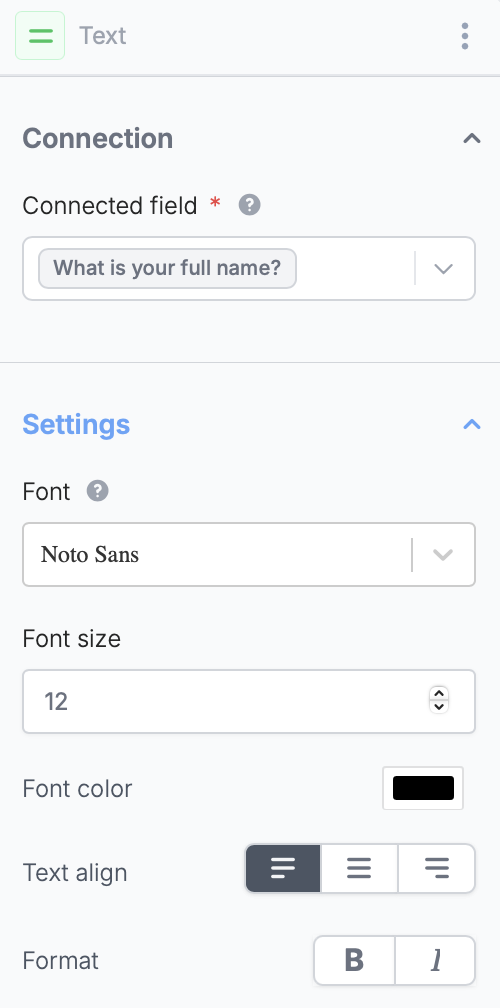 Text
Connection
Connected field * ?
What is your full name?
Settings
Font ?
Noto Sans
Font size
12
Font color
Text align
Format
B I